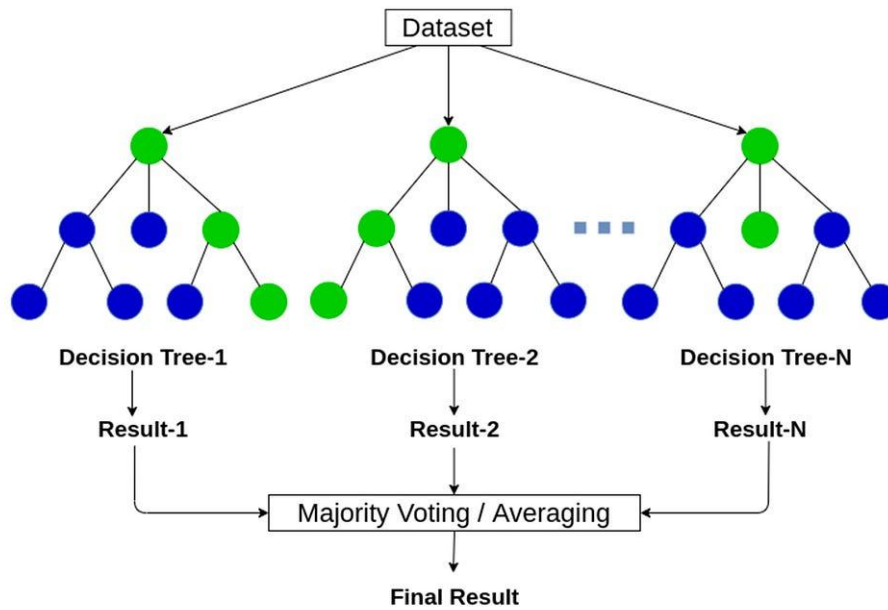 Dataset
Decision Tree-1
Decision Tree-2
Decision Tree-N
Result-1
Result-2
Result-N
Majority Voting / Averaging
Final Result